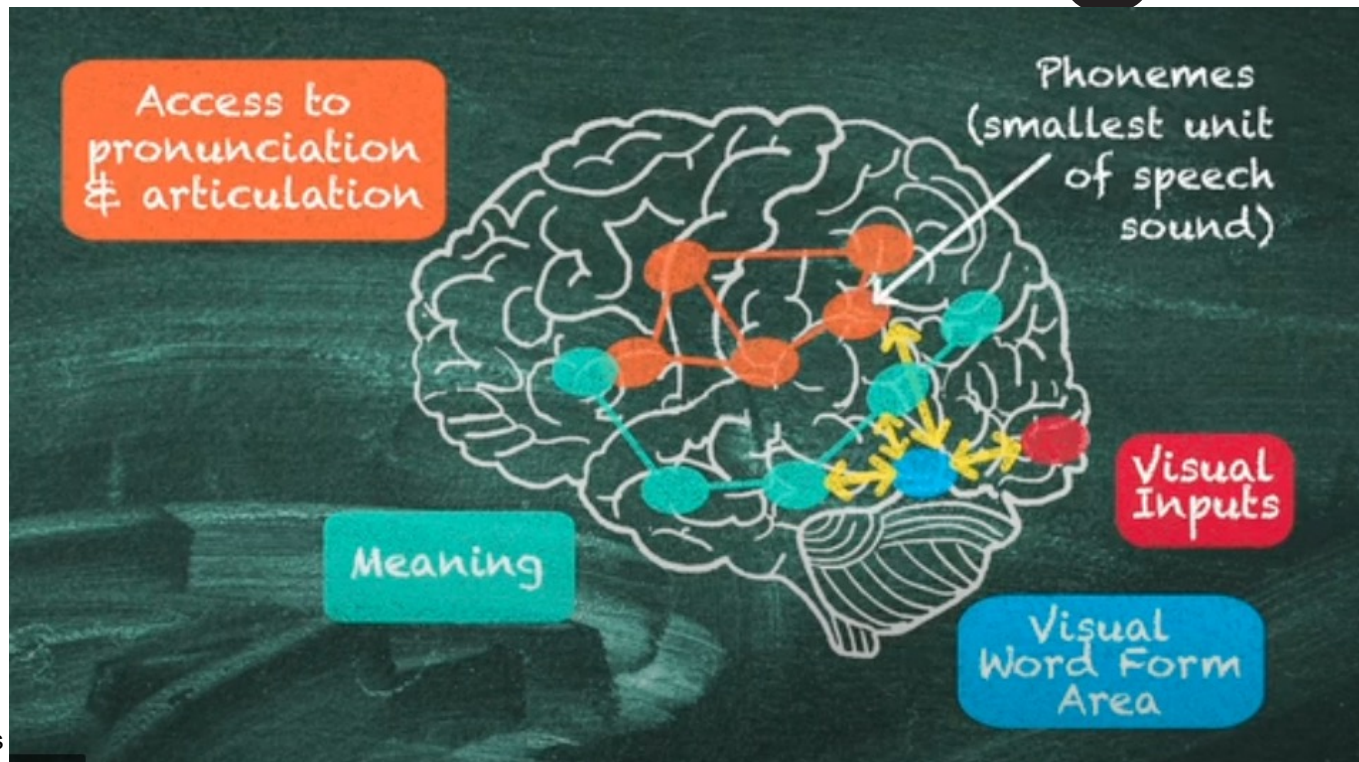 Access to
pronunciation
& articulation
Phonemes
(smallest unit
of speech
sound)
Visual
Inputs
Meaning
Visual
Word Form
Area
s